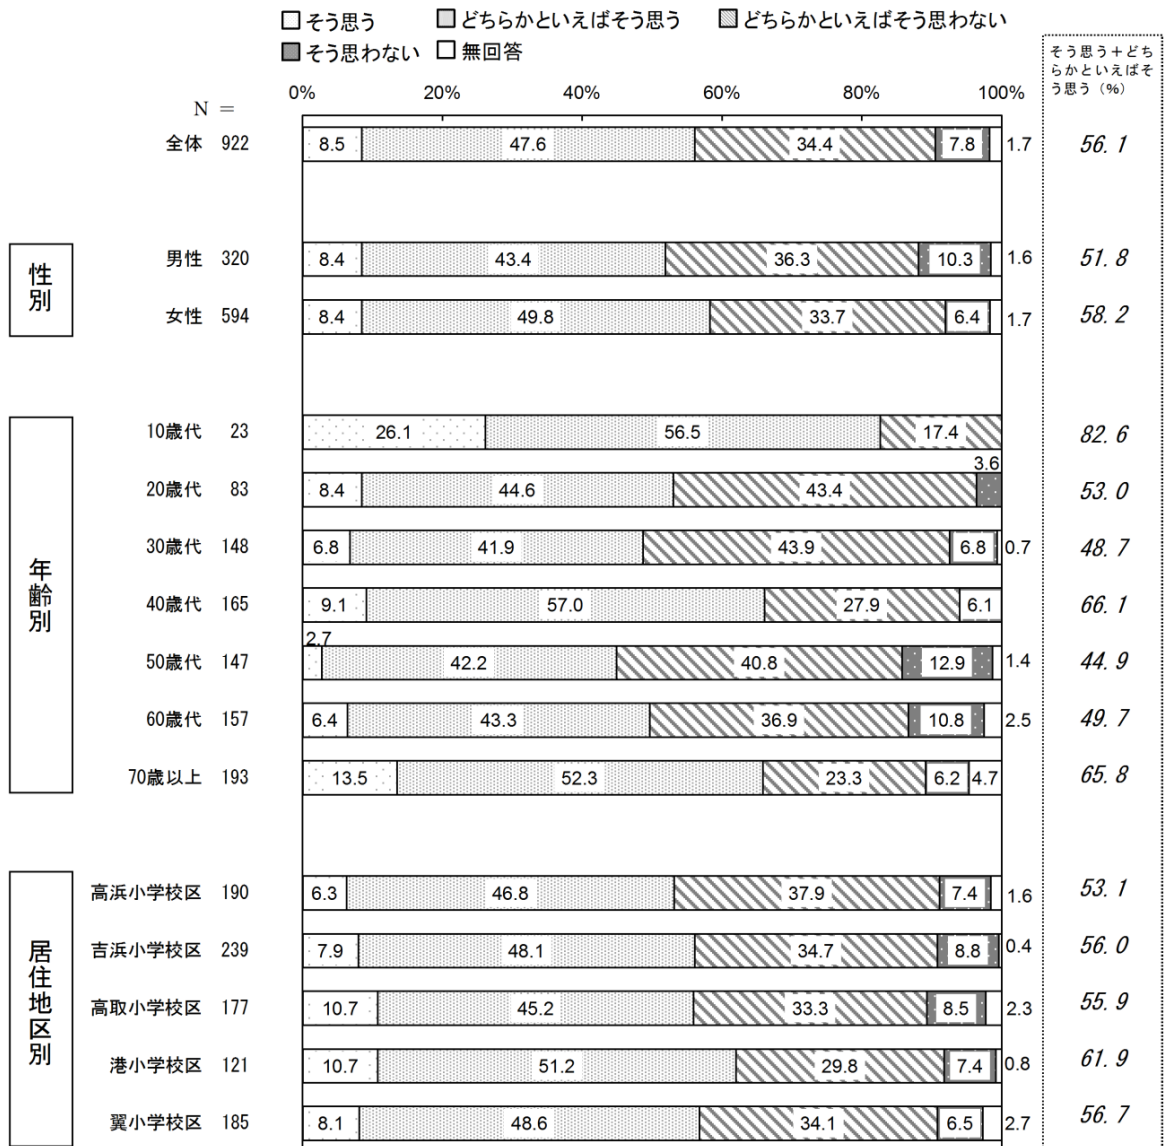 そう思う どちらかといえばそう思う どちらかといえばそう思わない
そう思わない 無回答
そう思う＋どち
らかといえばそ
う思う（％）
N = 0% 20% 40% 60% 80% 100%
全体 922 8.5 47.6 34.4 7.8 1.7 56.1
性別
男性 320 8.4 43.4 36.3 10.3 1.6 51.8
女性 594 8.4 49.8 33.7 6.4 1.7 58.2
年齢別
10歳代 23 26.1 56.5 17.4 82.6
20歳代 83 8.4 44.6 43.4 3.6 53.0
30歳代 148 6.8 41.9 43.9 6.8 0.7 48.7
40歳代 165 9.1 57.0 27.9 6.1 66.1
50歳代 147 2.7 42.2 40.8 12.9 1.4 44.9
60歳代 157 6.4 43.3 36.9 10.8 2.5 49.7
70歳以上 193 13.5 52.3 23.3 6.2 4.7 65.8
居住地区別
高浜小学校区 190 6.3 46.8 37.9 7.4 1.6 53.1
吉浜小学校区 239 7.9 48.1 34.7 8.8 0.4 56.0
高取小学校区 177 10.7 45.2 33.3 8.5 2.3 55.9
港小学校区 121 10.7 51.2 29.8 7.4 0.8 61.9
翼小学校区 185 8.1 48.6 34.1 6.5 2.7 56.7